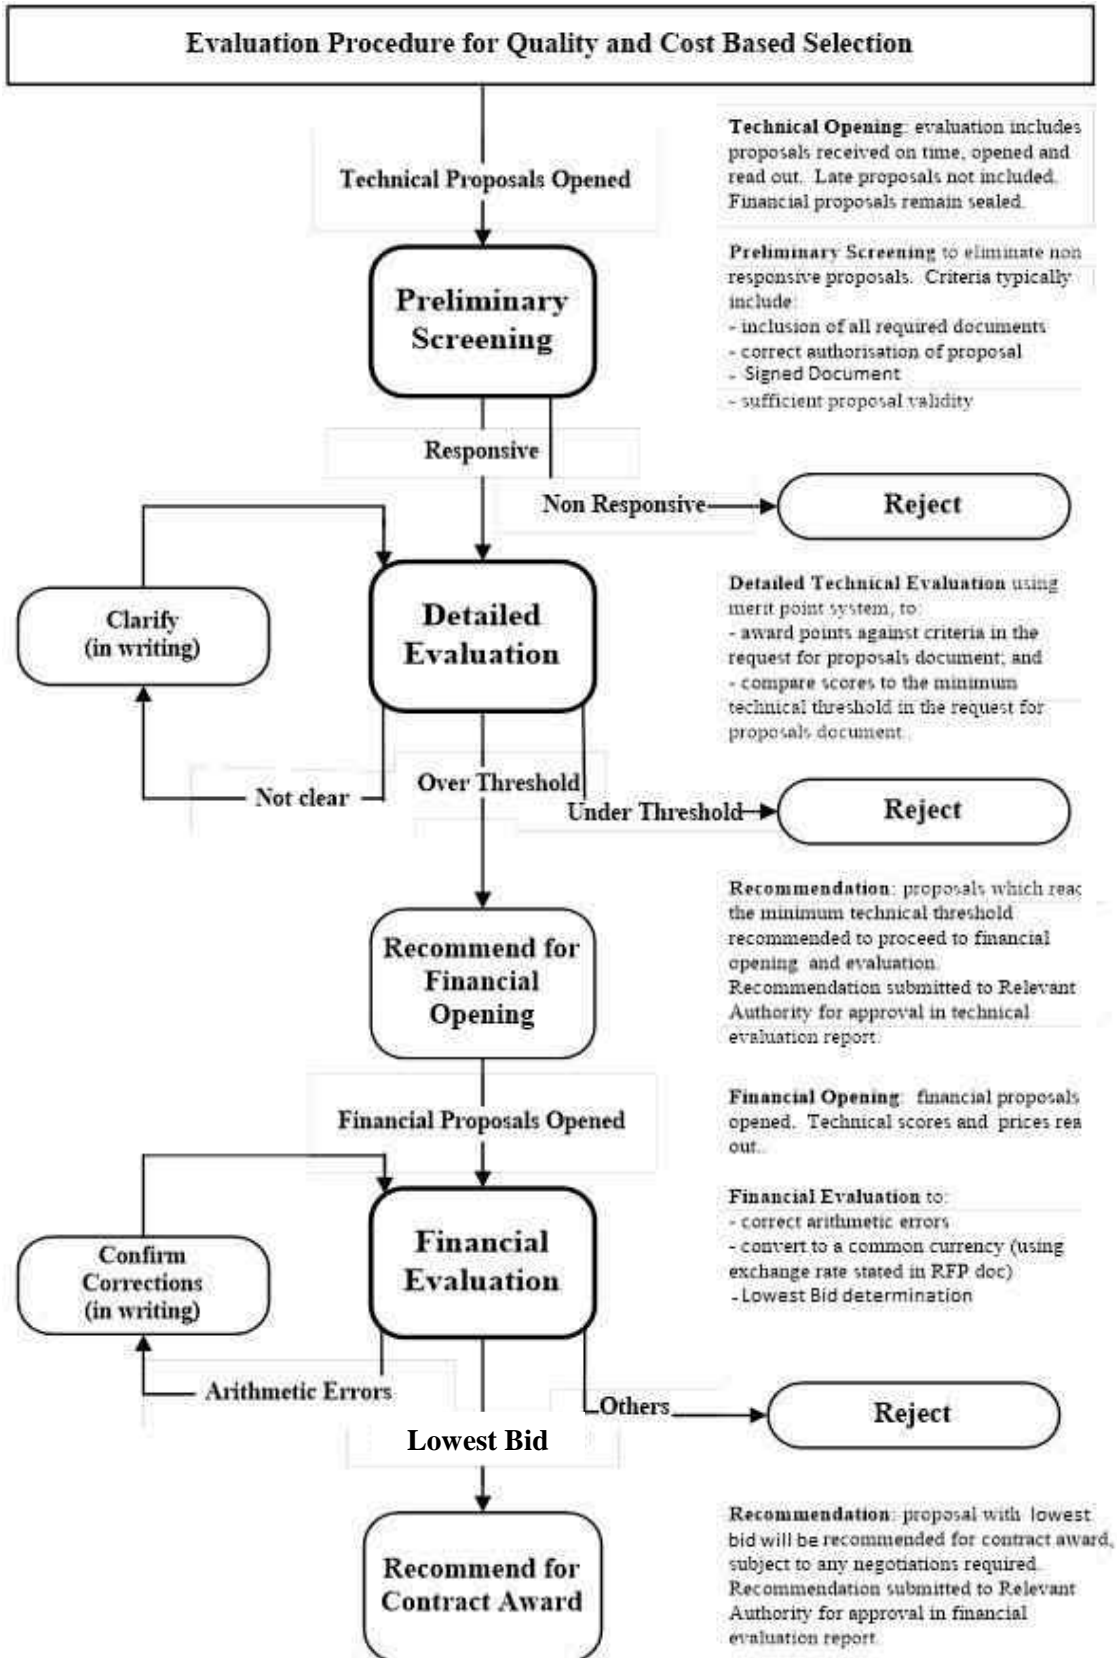 Evaluation Procedure for Quality and Cost Based Selection
Technical Proposals Opened
Technical Opening: evaluation includes
proposals received on time, opened and
read out. Late proposals not included.
Financial proposals remain sealed.
Preliminary
Screening
Preliminary Screening to eliminate non
responsive proposals. Criteria typically
include:
- inclusion of all required documents
- correct authorisation of proposal
- Signed Document
- sufficient proposal validity
Responsive
Non Responsive
Reject
Clarify
(in writing)
Detailed
Evaluation
Detailed Technical Evaluation using
merit point system, to:
- award points against criteria in the
request for proposals document; and
- compare scores to the minimum
technical threshold in the request for
proposals document.
Not clear
Over Threshold
Under Threshold
Reject
Recommend for
Financial
Opening
Recommendation: proposals which reac
the minimum technical threshold
recommended to proceed to financial
opening and evaluation.
Recommendation submitted to Relevant
Authority for approval in technical
evaluation report.
Financial Proposals Opened
Financial Opening: financial proposals
opened. Technical scores and prices rea
out..
Confirm
Corrections
(in writing)
Financial
Evaluation
Financial Evaluation to:
- correct arithmetic errors
- convert to a common currency (using
exchange rate stated in RFP doc)
- Lowest Bid determination
Arithmetic Errors
Lowest Bid
Others
Reject
Recommend for
Contract Award
Recommendation: proposal with lowest
bid will be recommended for contract award,
subject to any negotiations required.
Recommendation submitted to Relevant
Authority for approval in financial
evaluation report.